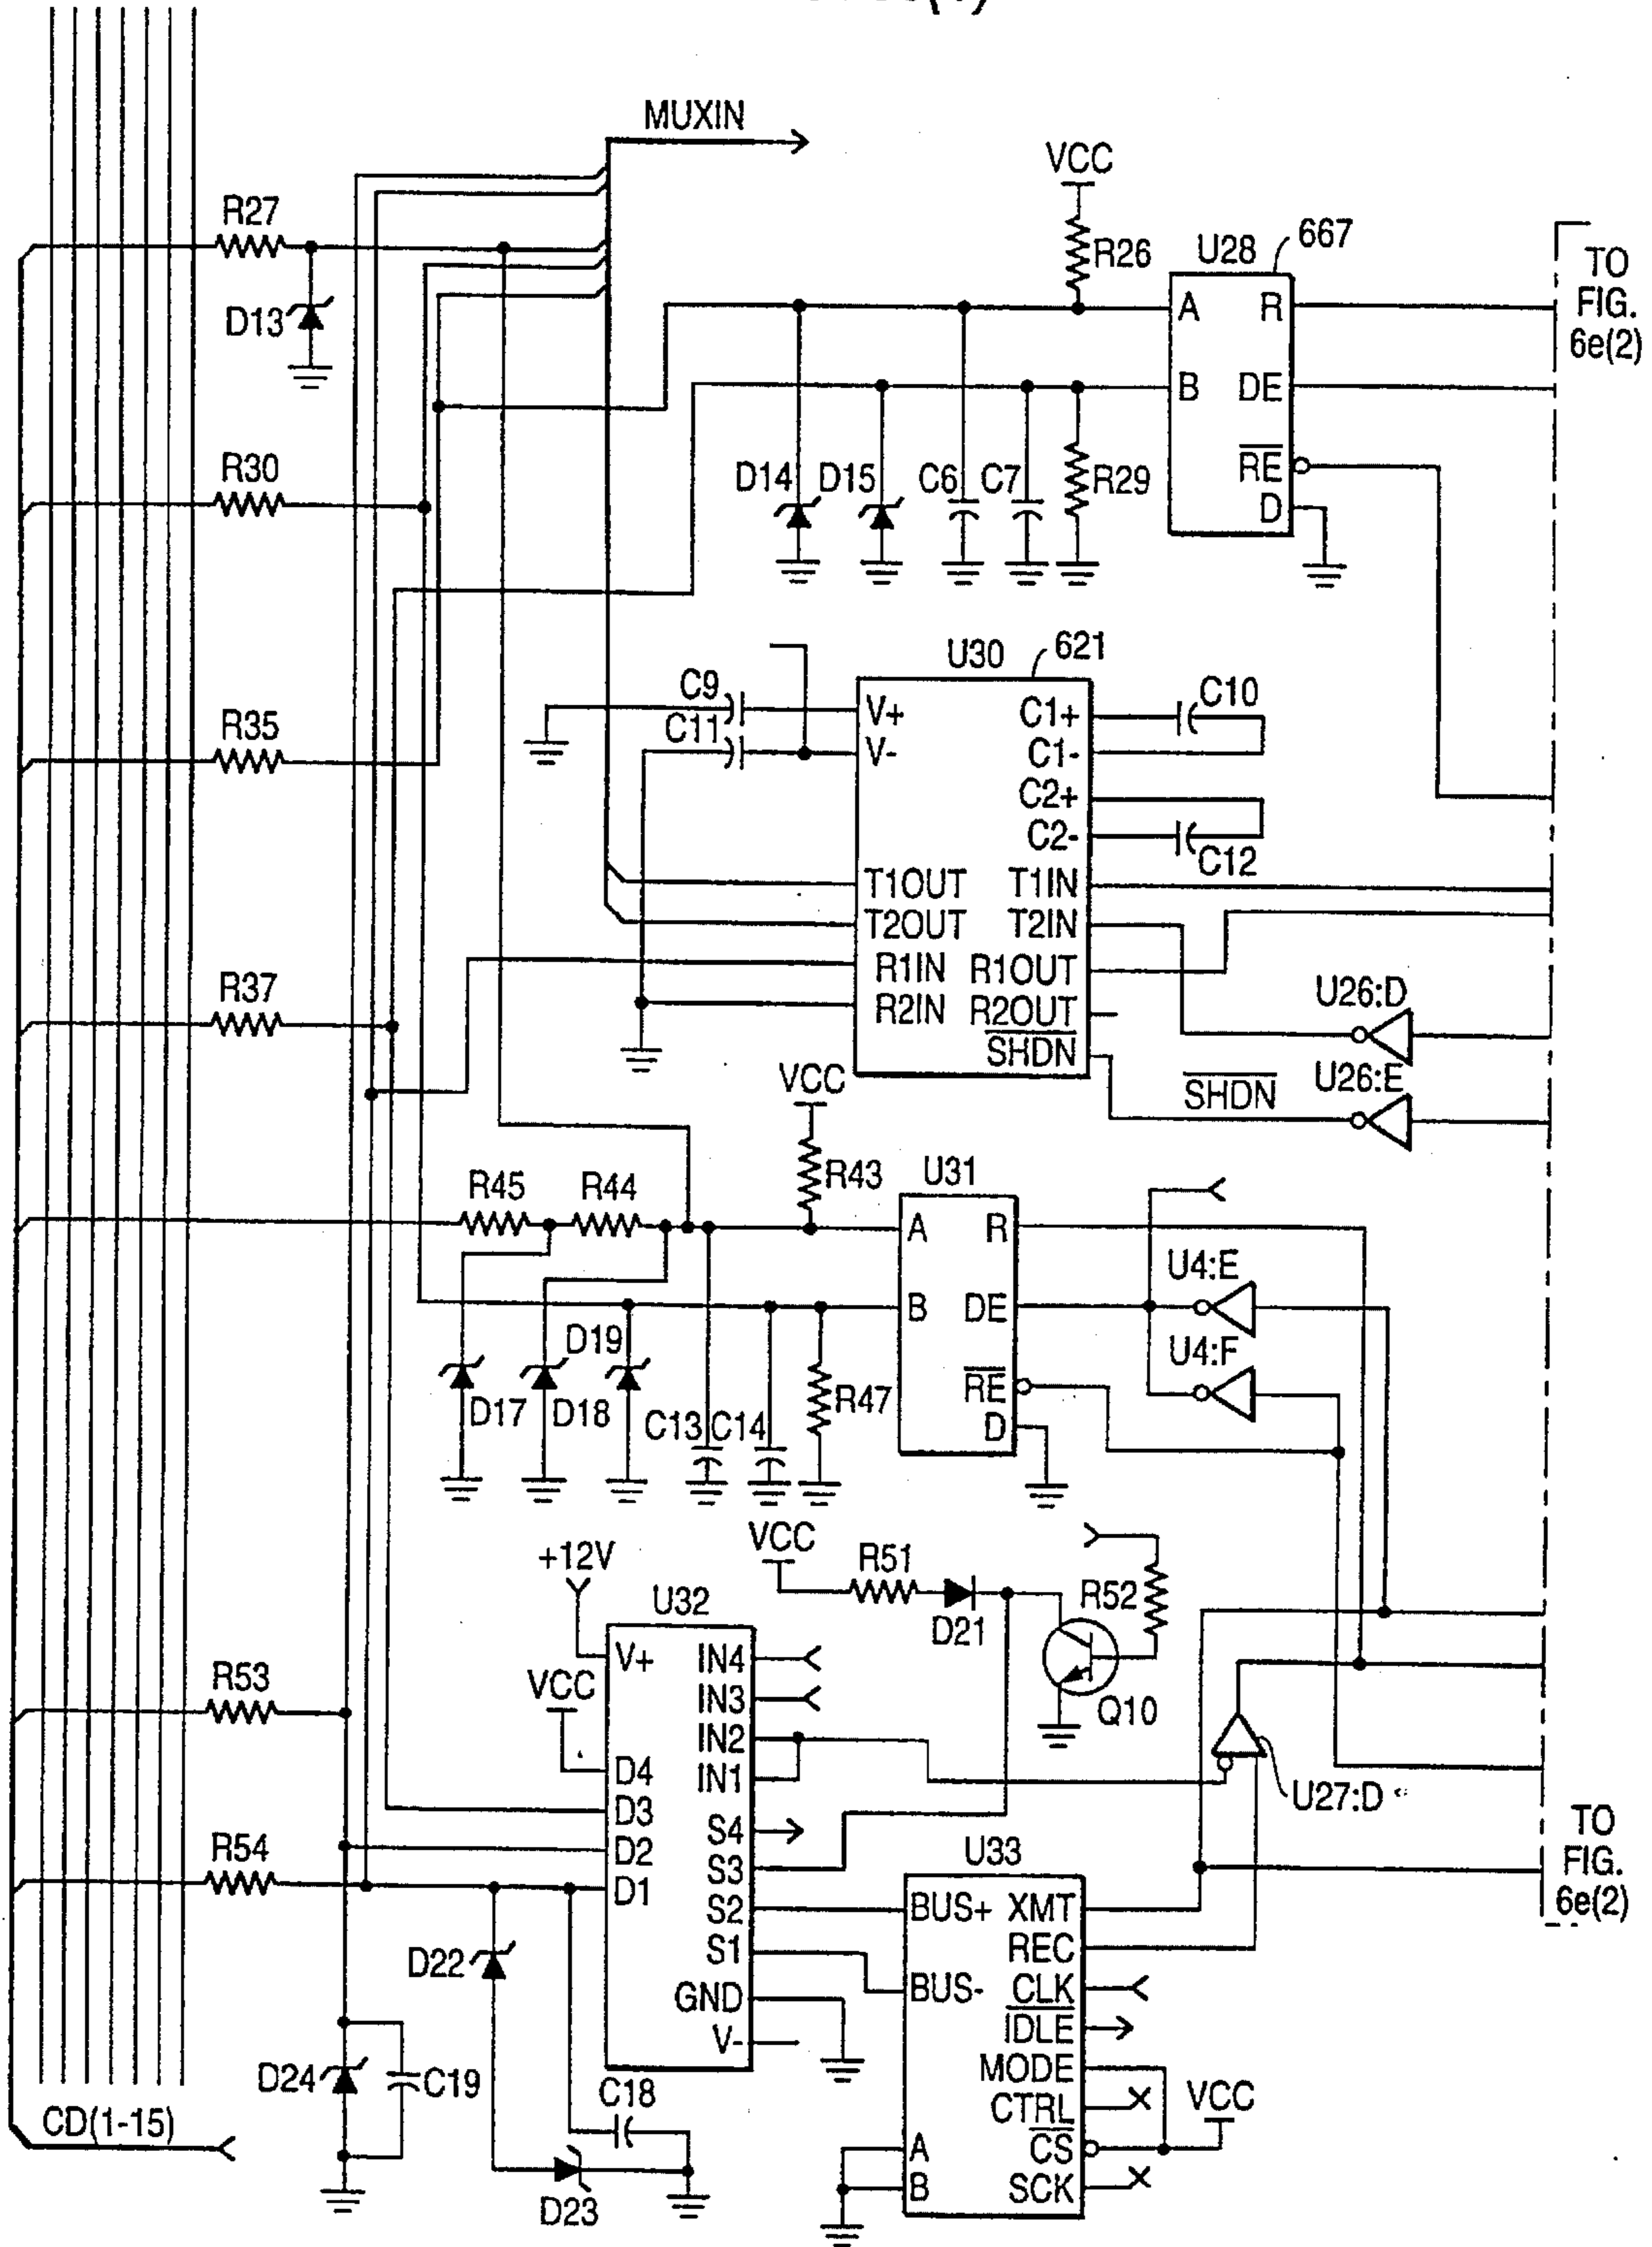 MUXIN
VCC
R27
R26
U28
667
TO
FIG.
6e(2)
D13
A
R
B
DE
R30
D14
D15
C6
C7
R29
RE
D
U30
621
C9
C10
V+
C1+
R35
C11
V-
C1-
C2+
C2-
C12
T1OUT
T1IN
T2OUT
T2IN
R1IN
R1OUT
R37
R2IN
R2OUT
U26:D
SHDN
VCC
SHDN
U26:E
R45
R44
R43
U31
A
R
U4:E
B
DE
D19
U4:F
RE
D17
D18
C13
C14
R47
D
VCC
+12V
R51
R52
U32
D21
V+
IN4
VCC
R53
IN3
Q10
IN2
D4
IN1
U27:D
D3
S4
TO
FIG.
6e(2)
R54
D2
S3
U33
D1
S2
BUS+
XMT
D22
S1
REC
GND
BUS-
CLK
V-
IDLE
D24
C19
C18
MODE
CTRL
VCC
CD(1-15)
A
CS
D23
B
SCK